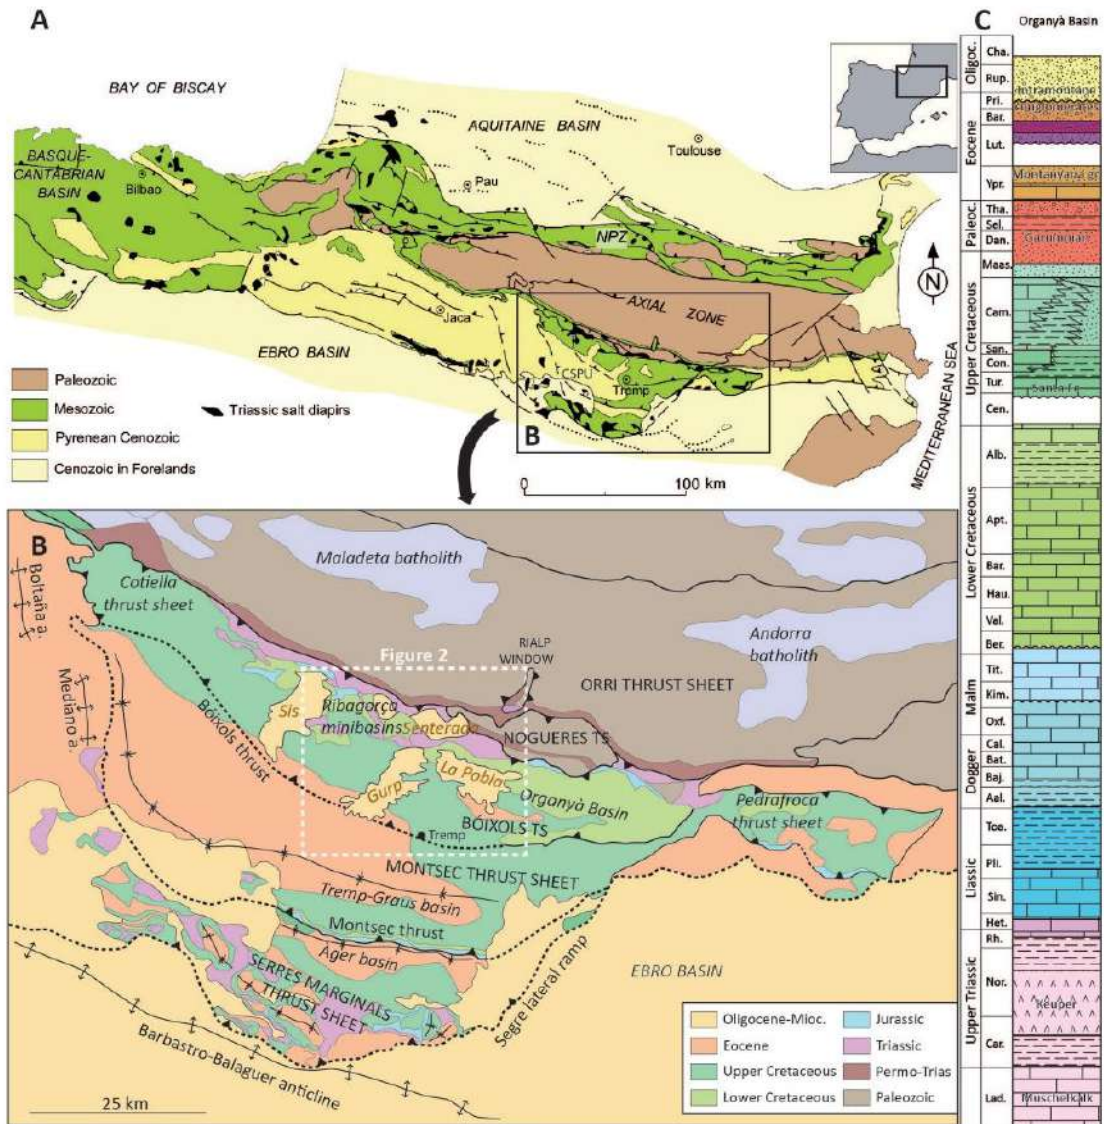 A
BAY OF BISCAY
AQUITAINE BASIN
Toulouse
BASQUE-
CANTABRIAN
BASIN
Bilbao
Pau
NPZ
N
AXIAL ZONE
Jaca
EBRO BASIN
CSPU
Tremp
B
MEDITERRANEAN SEA
Paleozoic
Mesozoic
Triassic salt diapirs
Pyrenean Cenozoic
Cenozoic in Forelands
0
100 km
B
Maladeta batholith
Cotiella
thrust sheet
Boltaña a.
Andorra
batholith
Figure 2
RIALP
WINDOW
ORRI THRUST SHEET
Mediano a.
Boixols thrust
Sis
Ribagorça
minibasins
Senterada
NOGUERES TS
La Pobla
Gurp
Organyà Basin
Pedrafroca
thrust sheet
BÓIXOLS TS
Tremp
MONTSEC THRUST SHEET
Tremp-Graus basin
Montsec thrust
Ager basin
SERRES MARGINALS
THRUST SHEET
Segre lateral ramp
EBRO BASIN
Barbastro-Balaguer anticline
25 km
Oligocene-Mioc.
Jurassic
Eocene
Triassic
Upper Cretaceous
Permo-Trias
Lower Cretaceous
Paleozoic
C
Organyà Basin
Oligoc.
Cha.
Rup.
Eocene
Pri.
Bar.
Lut.
Ypr.
Paleoc.
Tha.
Sel.
Dan.
Upper Cretaceous
Maas.
Cam.
San.
Con.
Tur.
Cen.
Lower Cretaceous
Alb.
Apt.
Bar.
Hau.
Val.
Ber.
Malm
Tit.
Kim.
Oxf.
Dogger
Cal.
Bat.
Baj.
Aal.
Liassic
Toe.
Pli.
Sin.
Het.
Upper Triassic
Rh.
Nor.
Keuper
Car.
Lad.
Muschelkalk